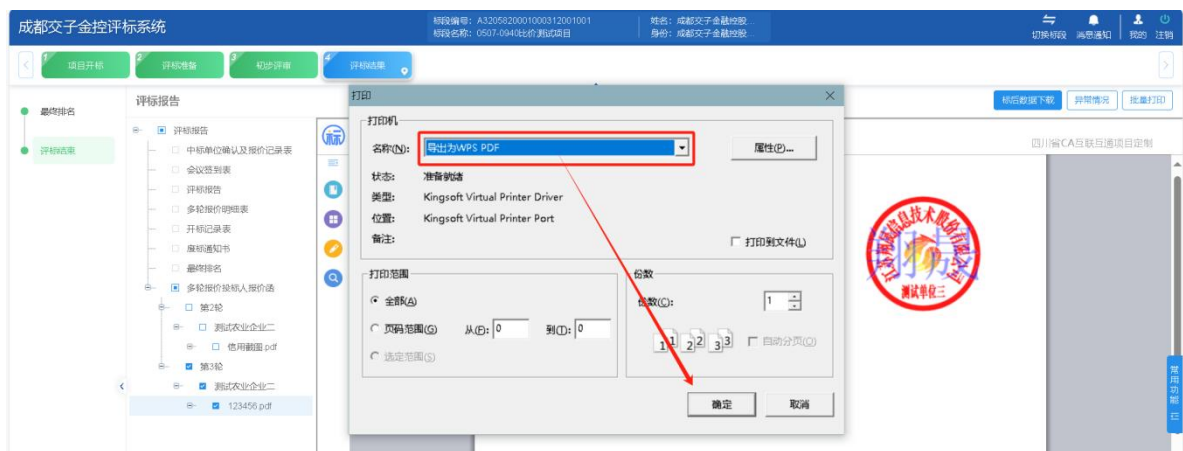 成都交子金控评标系统
标段编号：A3205820001000312001001
标段名称：0507-0940比价测试项目
姓名：成都交子金融控股...
身份：成都交子金融控股...
切换标段
消息通知
我的
注销
1 项目开标
2 评标准备
3 初步评审
4 评标结果
最终排名
评标结束
评标报告
标后数据下载
异常情况
批量打印
评标报告
中标单位确认及报价记录表
会议签到表
评标报告
多轮报价明细表
开标记录表
废标通知书
最终排名
多轮报价投标人报价函
第2轮
测试农业企业二
信用截图.pdf
第3轮
测试农业企业二
123456.pdf
标
四川省CA互联互通项目定制
打印
打印机
名称(N):
导出为WPS PDF
属性(P)...
状态:
准备就绪
类型:
Kingsoft Virtual Printer Driver
位置:
Kingsoft Virtual Printer Port
备注:
打印到文件(L)
打印范围
全部(A)
页码范围(G)
从(F): 0
到(T): 0
选定范围(S)
份数
份数(C):
1
1 1 2 2 3 3
自动分页(O)
确定
取消
测试单位三
常用功能